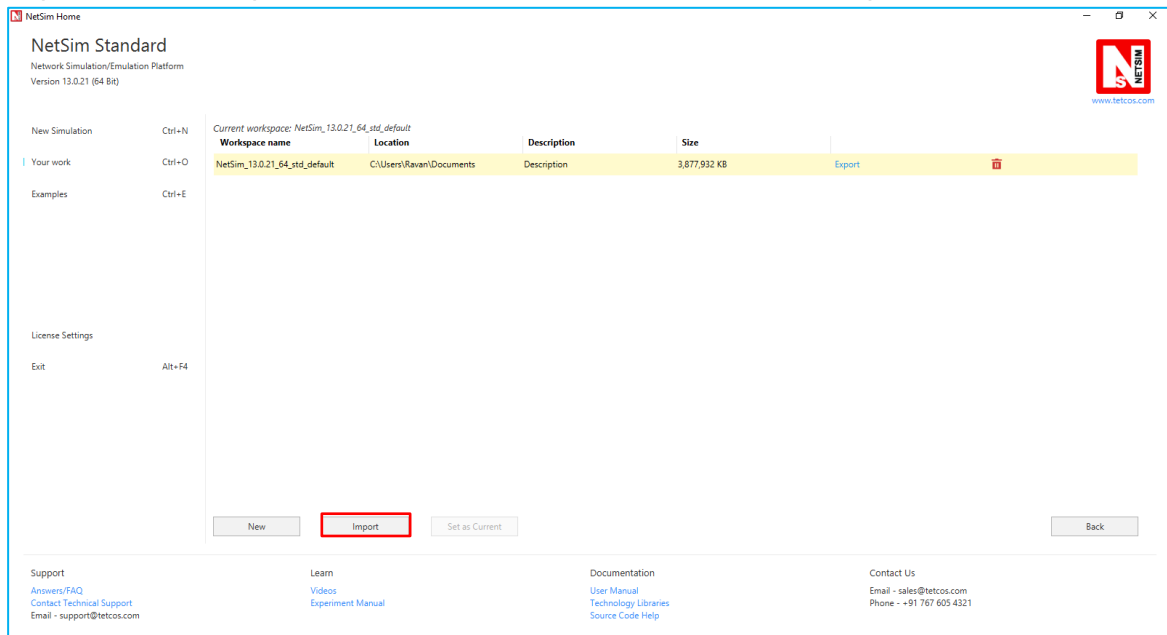 NetSim Home
NetSim Standard
Network Simulation/Emulation Platform
Version 13.0.21 (64 Bit)
NETSIM
NS
www.tetcos.com
New Simulation Ctrl+N
Your work Ctrl+O
Examples Ctrl+E
License Settings
Exit Alt+F4
Current workspace: NetSim_13.0.21_64_std_default
Workspace name Location Description Size
NetSim_13.0.21_64_std_default C:\Users\Ravan\Documents Description 3,877,932 KB Export
New Import Set as Current Back
Support
Answers/FAQ
Contact Technical Support
Email - support@tetcos.com
Learn
Videos
Experiment Manual
Documentation
User Manual
Technology Libraries
Source Code Help
Contact Us
Email - sales@tetcos.com
Phone - +91 767 605 4321